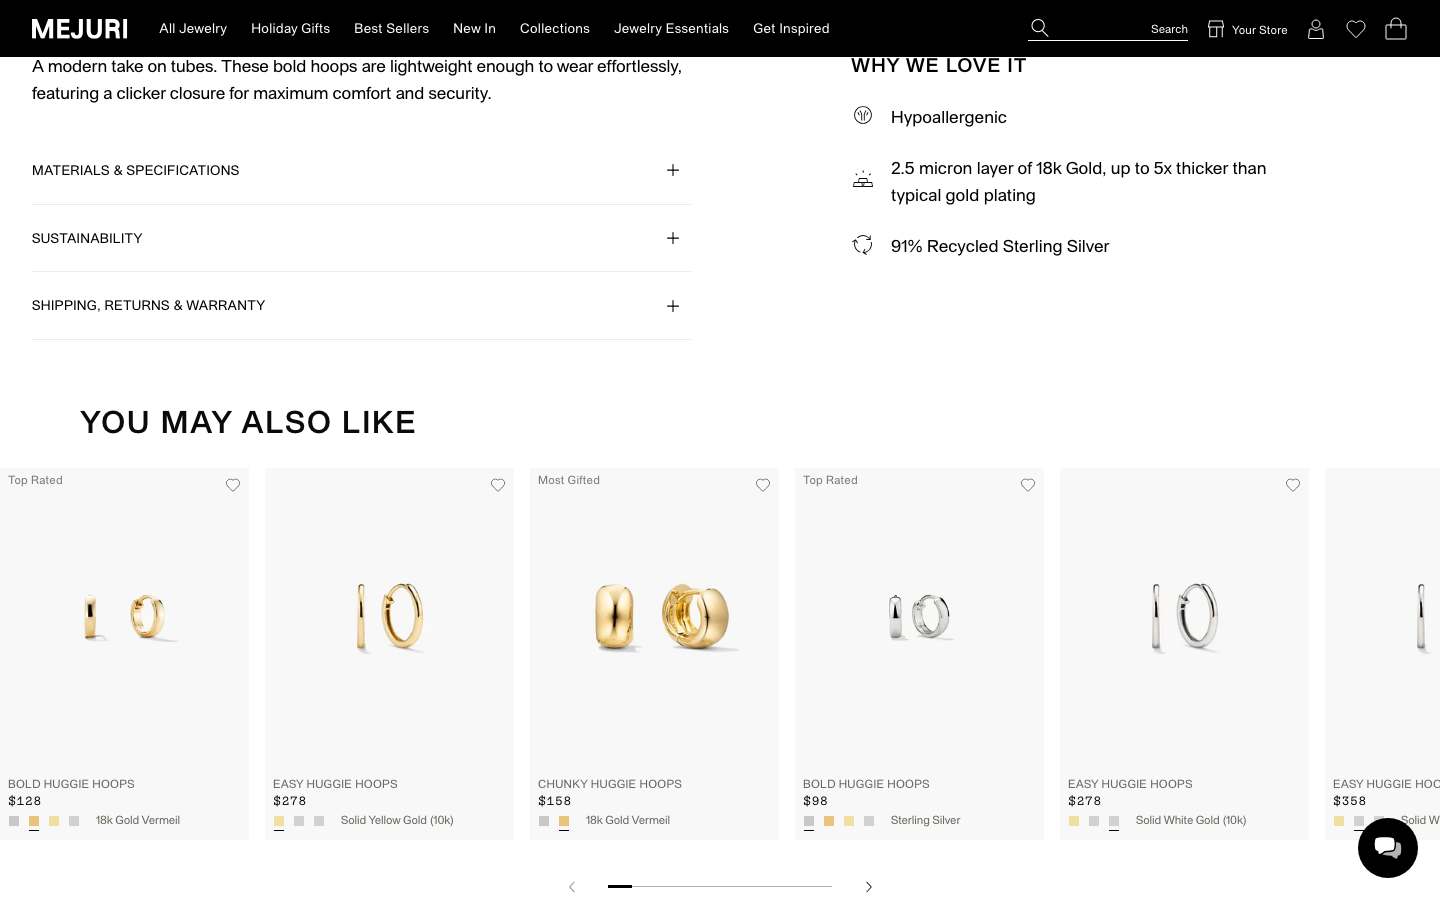 MEJURI
All Jewelry
Holiday Gifts
Best Sellers
New In
Collections
Jewelry Essentials
Get Inspired
Search
Your Store
A modern take on tubes. These bold hoops are lightweight enough to wear effortlessly,
featuring a clicker closure for maximum comfort and security.
MATERIALS & SPECIFICATIONS
SUSTAINABILITY
SHIPPING, RETURNS & WARRANTY
WHY WE LOVE IT
Hypoallergenic
2.5 micron layer of 18k Gold, up to 5x thicker than
typical gold plating
91% Recycled Sterling Silver
YOU MAY ALSO LIKE
Top Rated
BOLD HUGGIE HOOPS
$128
18k Gold Vermeil
EASY HUGGIE HOOPS
$278
Solid Yellow Gold (10k)
Most Gifted
CHUNKY HUGGIE HOOPS
$158
18k Gold Vermeil
Top Rated
BOLD HUGGIE HOOPS
$98
Sterling Silver
EASY HUGGIE HOOPS
$278
Solid White Gold (10k)
EASY HUGGIE HOO
$358
Solid W